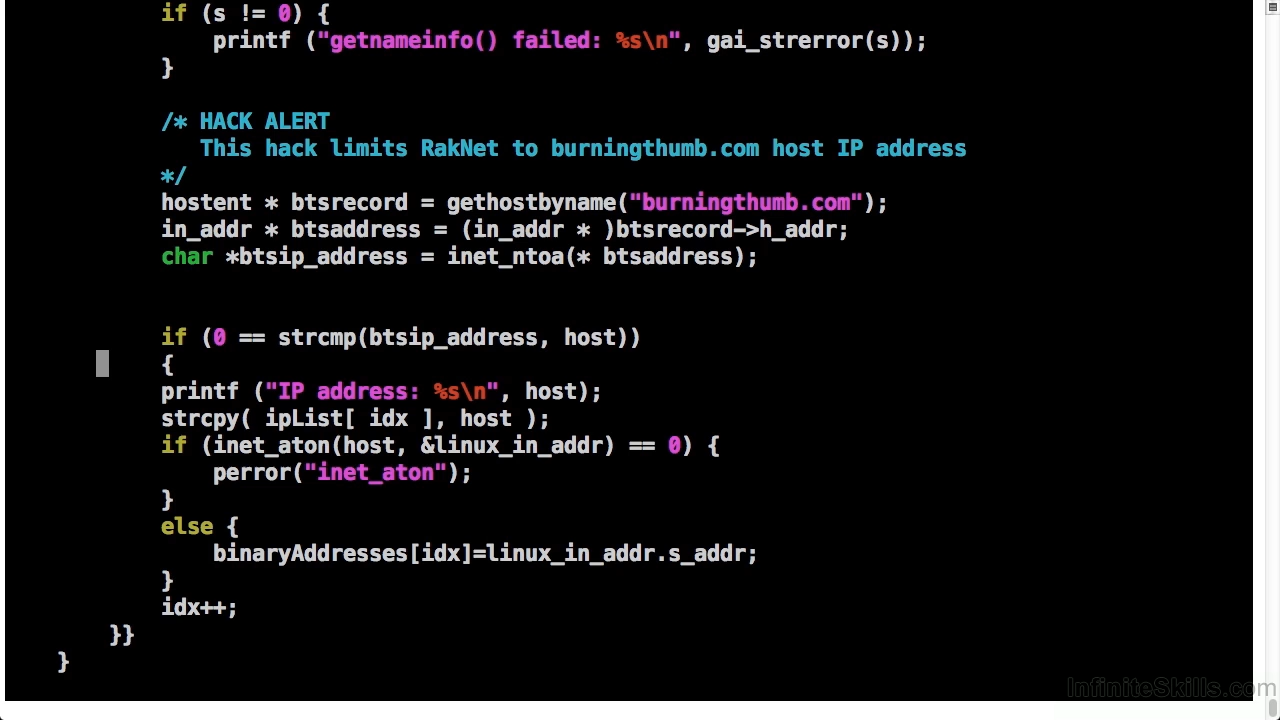 if (s != 0) {
printf ("getnameinfo() failed: %s\n", gai_strerror(s));
}
/* HACK ALERT
This hack limits RakNet to burningthumb.com host IP address
*/
hostent * btsrecord = gethostbyname("burningthumb.com");
in_addr * btsaddress = (in_addr * )btsrecord->h_addr;
char *btsip_address = inet_ntoa(* btsaddress);
if (0 == strcmp(btsip_address, host))
{
printf ("IP address: %s\n", host);
strcpy( ipList[ idx ], host );
if (inet_aton(host, &linux_in_addr) == 0) {
perror("inet_aton");
}
else {
binaryAddresses[idx]=linux_in_addr.s_addr;
}
idx++;
}}
}
InfiniteSkills.com